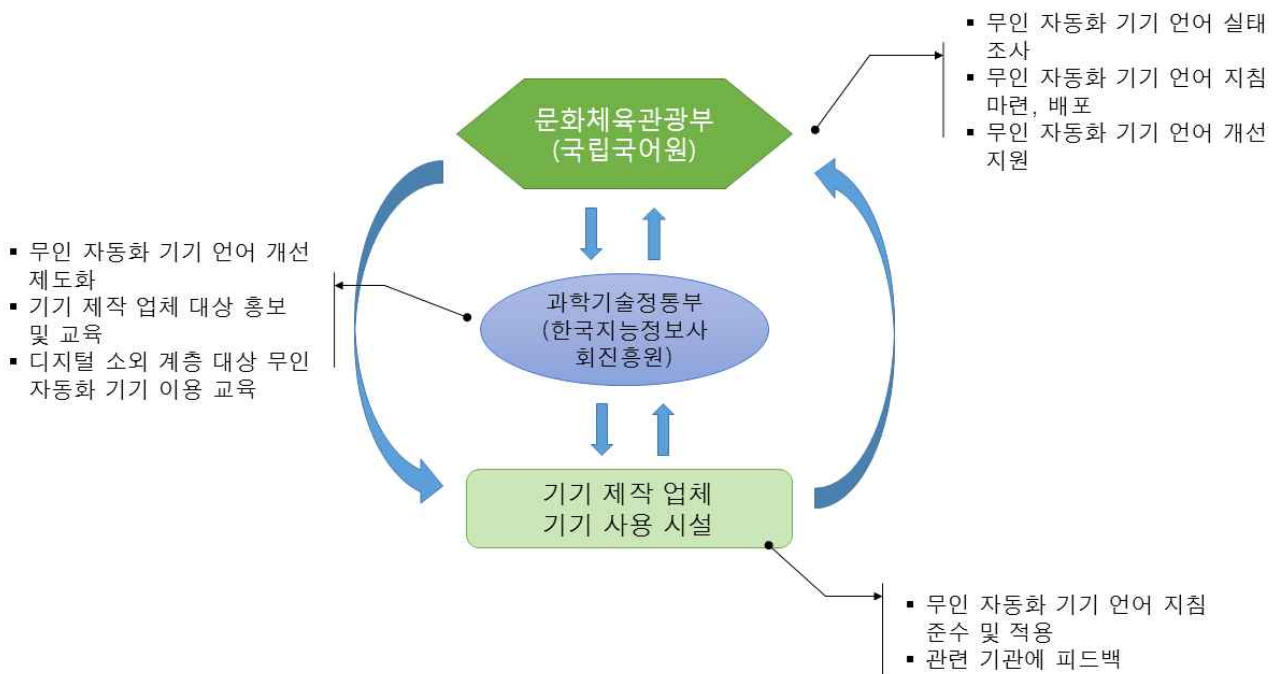 ▪ 무인 자동화 기기 언어 실태
조사
▪ 무인 자동화 기기 언어 지침
마련, 배포
▪ 무인 자동화 기기 언어 개선
지원
문화체육관광부
(국립국어원)
▪ 무인 자동화 기기 언어 개선
제도화
▪ 기기 제작 업체 대상 홍보
및 교육
▪ 디지털 소외 계층 대상 무인
자동화 기기 이용 교육
과학기술정통부
(한국지능정보사
회진흥원)
기기 제작 업체
기기 사용 시설
▪ 무인 자동화 기기 언어 지침
준수 및 적용
▪ 관련 기관에 피드백